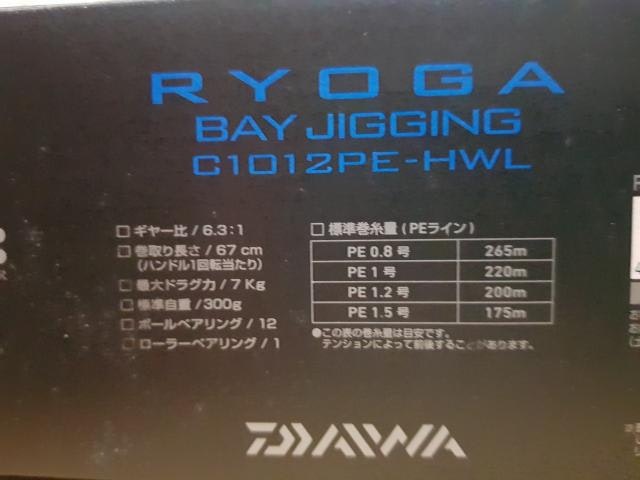 RYOGA
BAY JIGGING
C1012PE-HWL
□ ギヤー比 / 6.3:1
□ 巻取り長さ / 67 cm
(ハンドル1回転当たり)
□ 最大ドラグ力 / 7 Kg
□ 標準自重 / 300g
□ ボールベアリング / 12
□ ローラーベアリング / 1
□ 標準巻糸量 (PEライン)
PE 0.8 号 265m
PE 1 号 220m
PE 1.2 号 200m
PE 1.5 号 175m
●この表の巻糸量は目安です。
テンションによって前後することがあります。
DAIWA